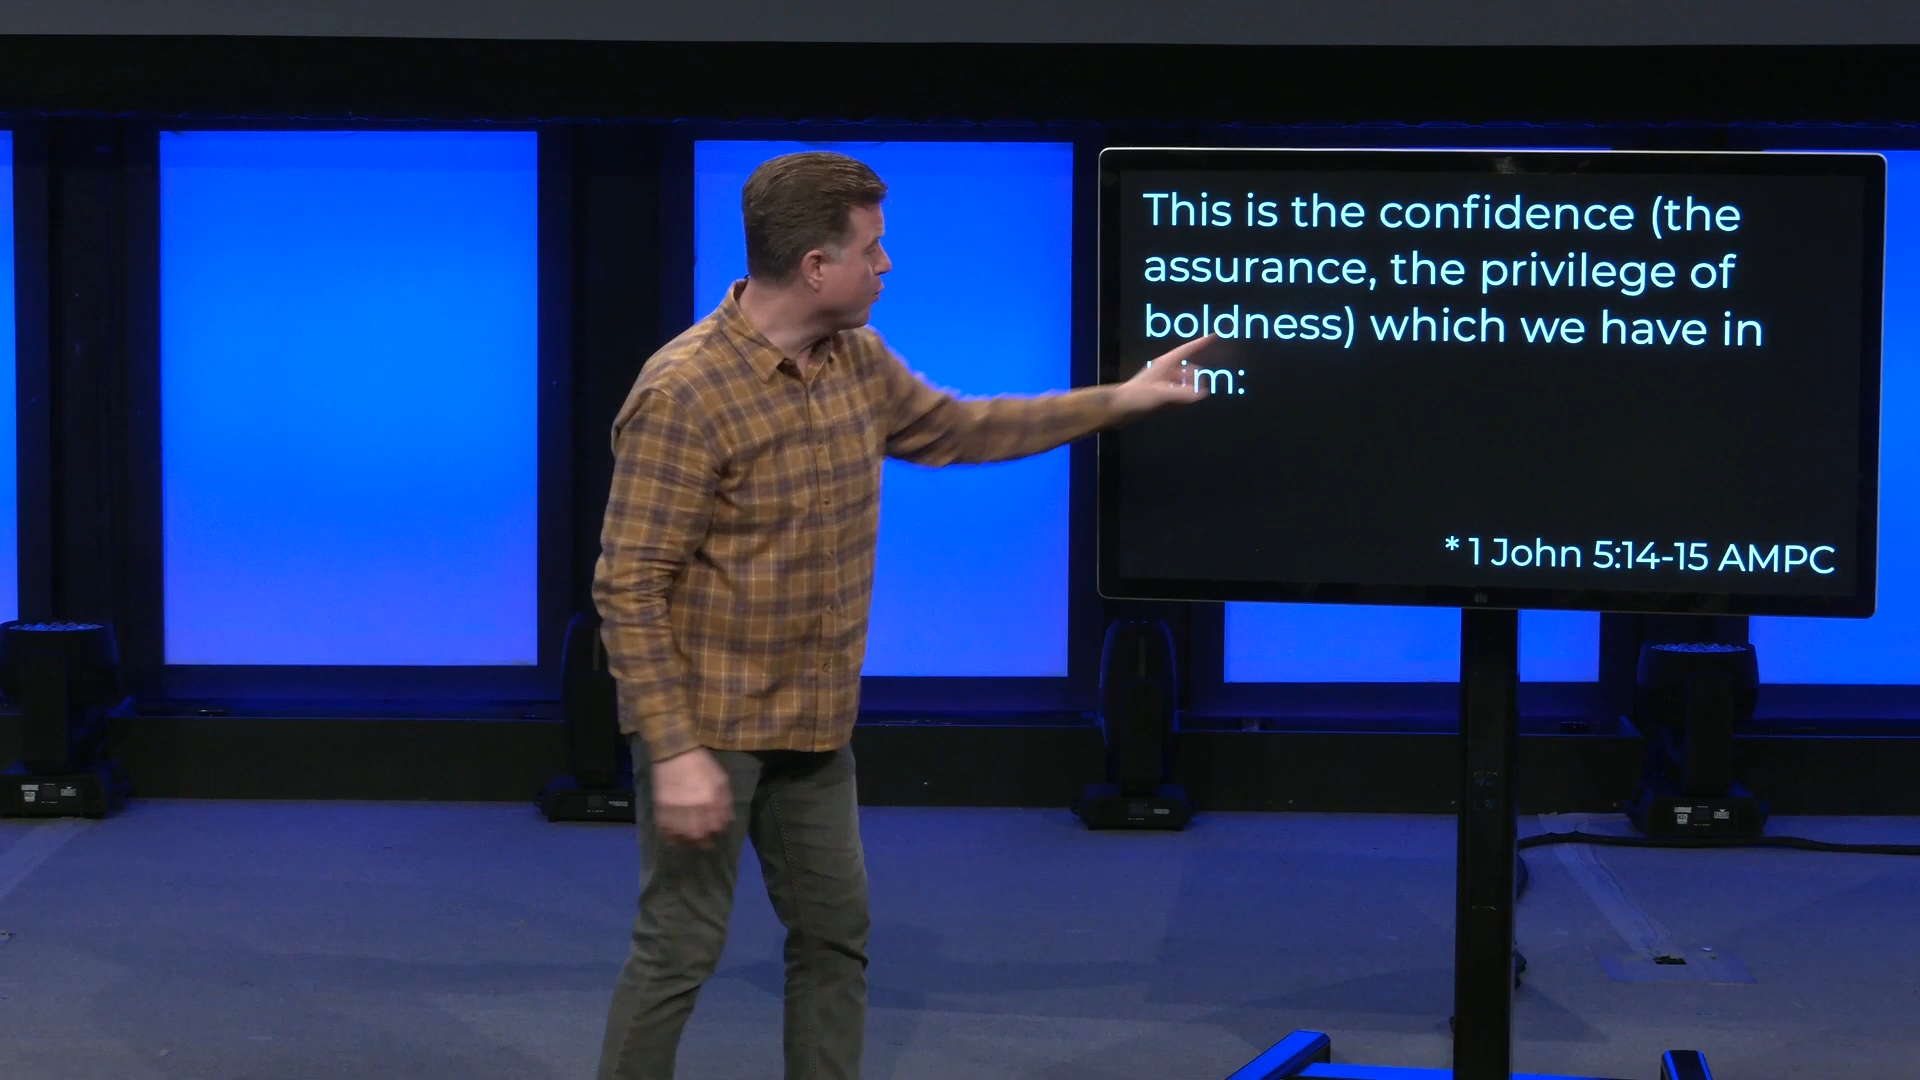 This is the confidence (the
assurance, the privilege of
boldness) which we have in
him:
* 1 John 5:14-15 AMPC